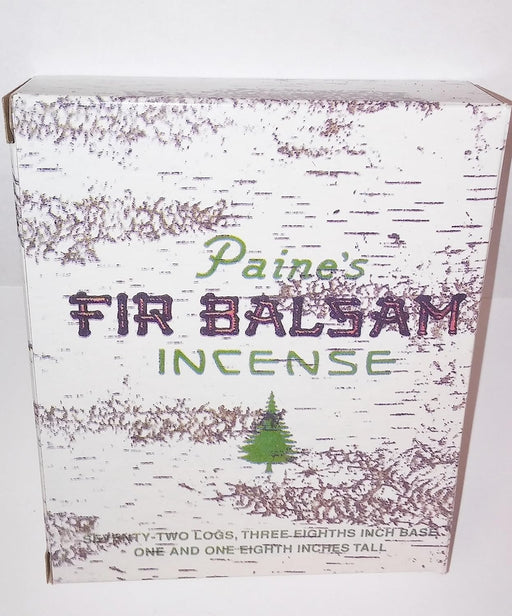 Paine's
FIR BALSAM
INCENSE
SEVENTY-TWO LOGS, THREE EIGHTHS INCH BASE
ONE AND ONE EIGHTH INCHES TALL